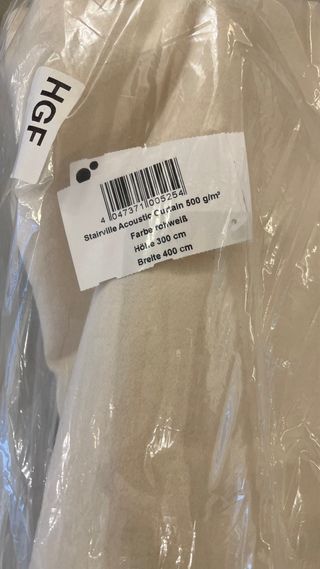 HGF
4 047371 005254
Stairville Acoustic Curtain 500 g/m²
Farbe rohweiß
Höhe 300 cm
Breite 400 cm